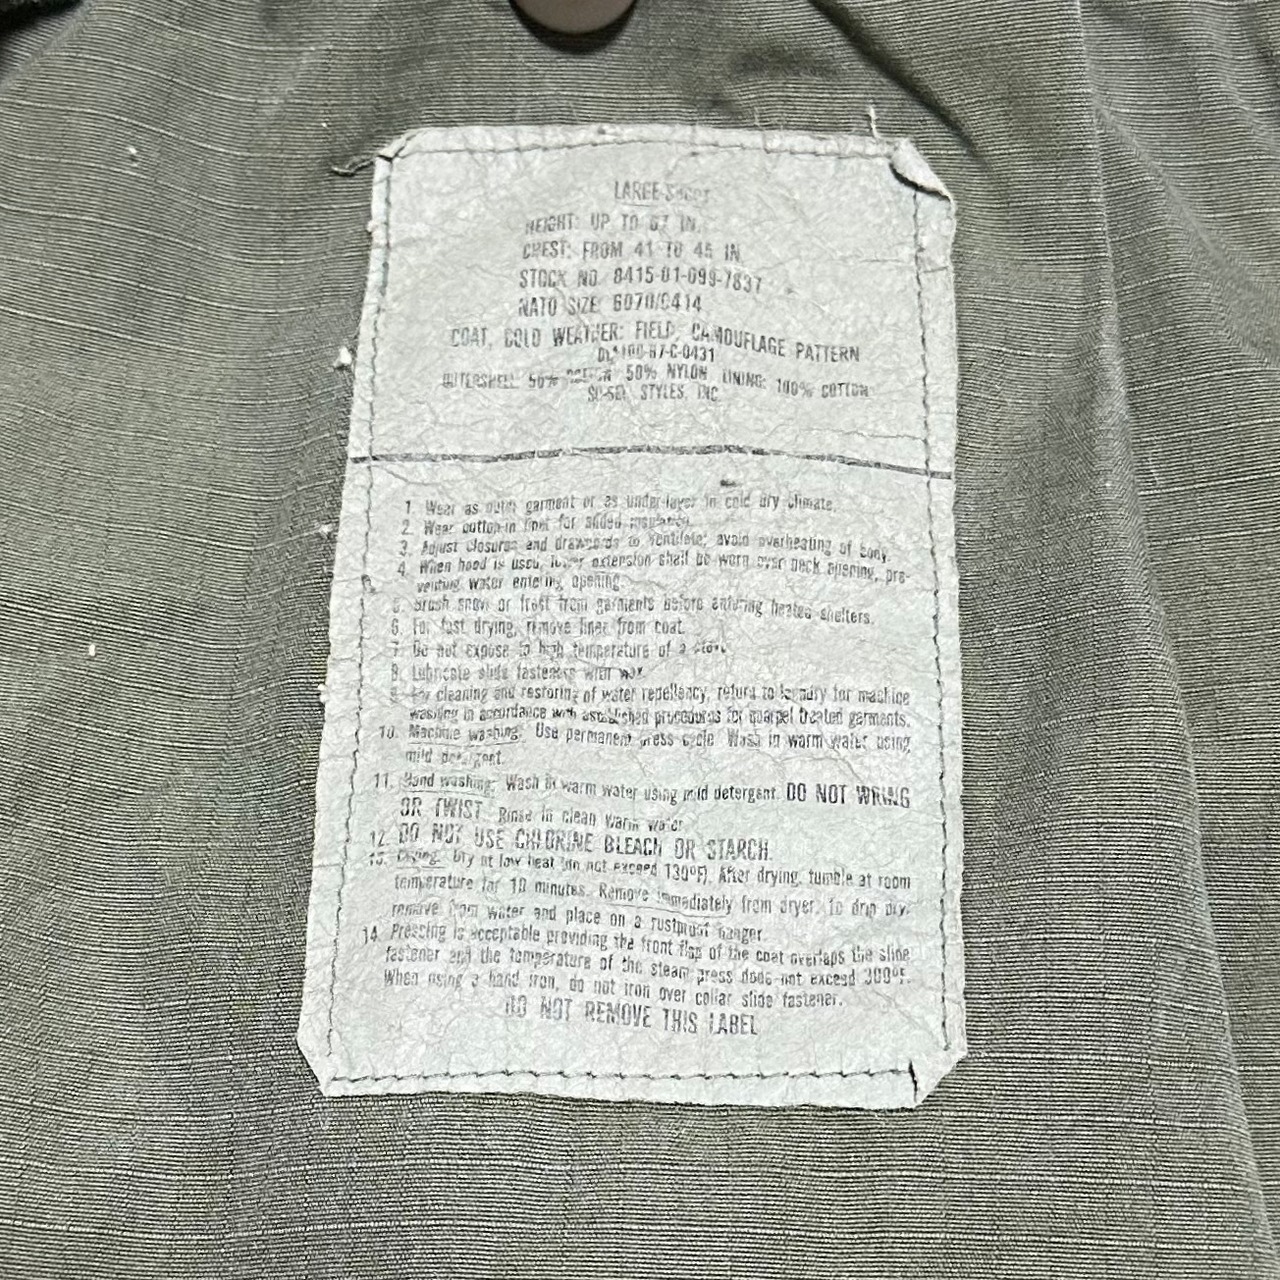 LARGE-SHORT
HEIGHT: UP TO 67 IN.
CHEST: FROM 41 TO 45 IN.
STOCK NO. 8415-01-099-7837
NATO SIZE: 6070/0414
COAT, COLD WEATHER: FIELD, CAMOUFLAGE PATTERN
DLA100-87-C-0431
OUTERSHELL: 50% COTTON 50% NYLON LINING: 100% COTTON
STYLES, INC.
1. Wear as outer garment or as under-layer in cold dry climate.
2. Wear button-in liner for added insulation.
3. Adjust closures and drawcords to ventilate; avoid overheating of body.
4. When hood is used, lower extension shall be worn over neck opening, pre-
venting water entering opening.
5. Brush snow or frost from garments before entering heated shelters.
6. For fast drying, remove liner from coat.
7. Do not expose to high temperature of a stove.
8. Lubricate slide fasteners with wax.
9. For cleaning and restoring of water repellency, return to laundry for machine
washing in accordance with established procedures for quarpel treated garments.
10. Machine washing: Use permanent press cycle. Wash in warm water using
mild detergent.
11. Hand washing: Wash in warm water using mild detergent. DO NOT WRING
OR TWIST. Rinse in clean warm water.
12. DO NOT USE CHLORINE BLEACH OR STARCH.
13. Drying: Dry at low heat (do not exceed 130°F). After drying, tumble at room
temperature for 10 minutes. Remove immediately from dryer. To drip dry,
remove from water and place on a rustproof hanger.
14. Pressing is acceptable providing the front flap of the coat overlaps the slide
fastener and the temperature of the steam press does not exceed 300°F.
When using a hand iron, do not iron over collar slide fastener.
DO NOT REMOVE THIS LABEL